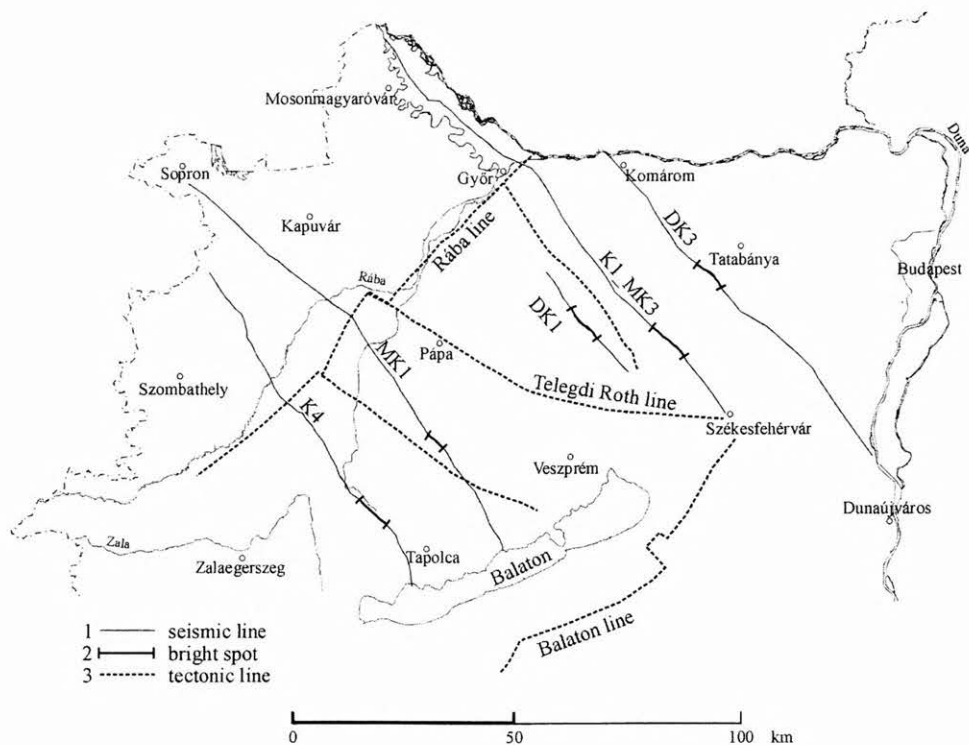 Mosonmagyaróvár
Duna
Sopron
Győr
Komárom
Kapuvár
Rába line
DK3
Tatabánya
Budapest
Rába
K1_MK3
DK1
MK1
Pápa
Szombathely
K4
Telegdi Roth line
Székesfehérvár
Veszprém
Dunaújváros
Zala
Zalaegerszeg
Tapolca
Balaton
Balaton line
1 seismic line
2 bright spot
3 tectonic line
0 50 100 km